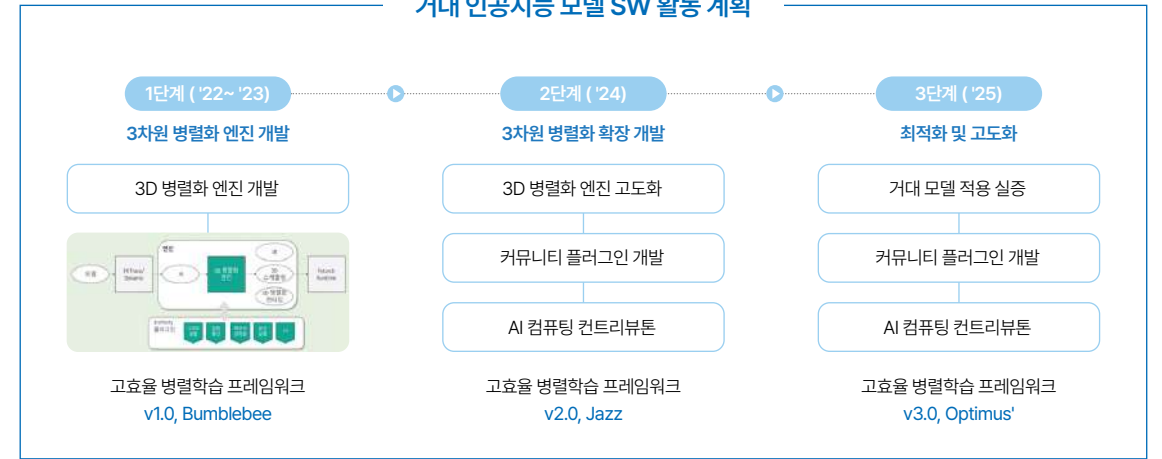 거대 인공지능 모델 SW 활동 계획
1단계 ( '22~ '23)
2단계 ( '24)
3단계 ( '25)
3차원 병렬화 엔진 개발
3차원 병렬화 확장 개발
최적화 및 고도화
3D 병렬화 엔진 개발
3D 병렬화 엔진 고도화
거대 모델 적용 실증
커뮤니티 플러그인 개발
커뮤니티 플러그인 개발
AI 컴퓨팅 컨트리뷰톤
AI 컴퓨팅 컨트리뷰톤
고효율 병렬학습 프레임워크
고효율 병렬학습 프레임워크
고효율 병렬학습 프레임워크
v1.0, Bumblebee
v2.0, Jazz
v3.0, Optimus'